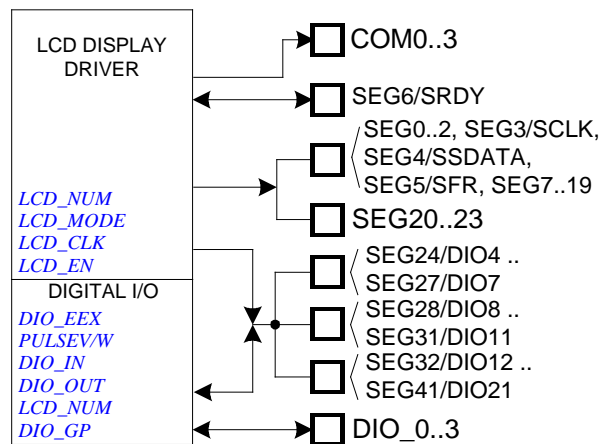 LCD DISPLAY
DRIVER
LCD_NUM
LCD_MODE
LCD_CLK
LCD_EN
DIGITAL I/O
DIO_EEX
PULSEV/W
DIO_IN
DIO_OUT
LCD_NUM
DIO_GP
COM0..3
SEG6/SRDY
SEG0..2, SEG3/SCLK,
SEG4/SSDATA,
SEG5/SFR, SEG7..19
SEG20..23
SEG24/DIO4 ..
SEG27/DIO7
SEG28/DIO8 ..
SEG31/DIO11
SEG32/DIO12 ..
SEG41/DIO21
DIO_0..3